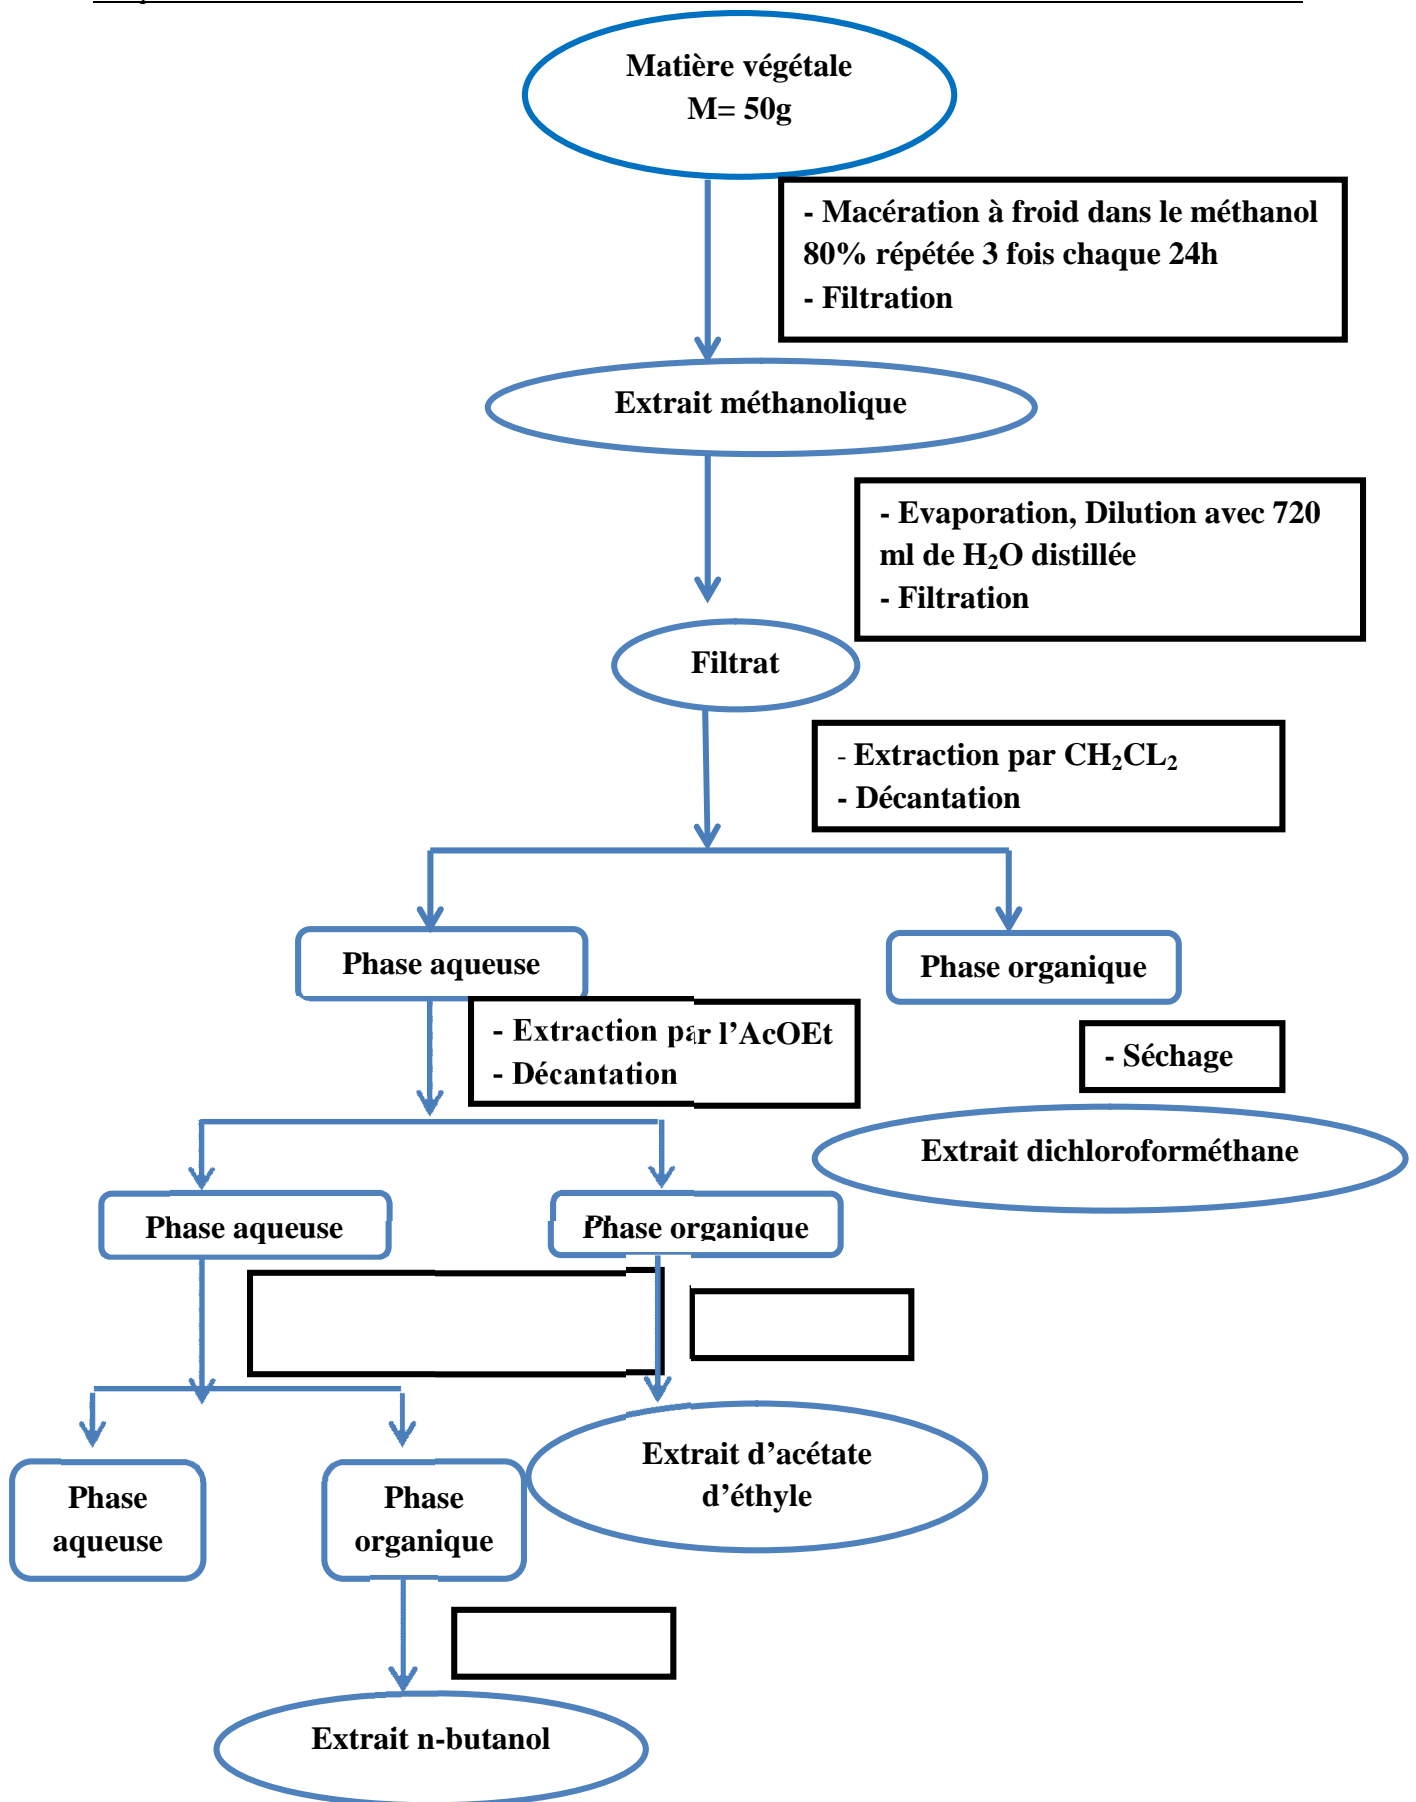 Matière végétale
M= 50g
- Macération à froid dans le méthanol
80% répétée 3 fois chaque 24h
- Filtration
Extrait méthanolique
- Evaporation, Dilution avec 720
ml de H₂O distillée
- Filtration
Filtrat
- Extraction par CH₂CL₂
- Décantation
Phase aqueuse
Phase organique
- Extraction par l’AcOEt
- Décantation
- Séchage
Extrait dichloroforméthane
Phase aqueuse
Phase organique
Extrait d’acétate
d’éthyle
Phase
aqueuse
Phase
organique
Extrait n-butanol